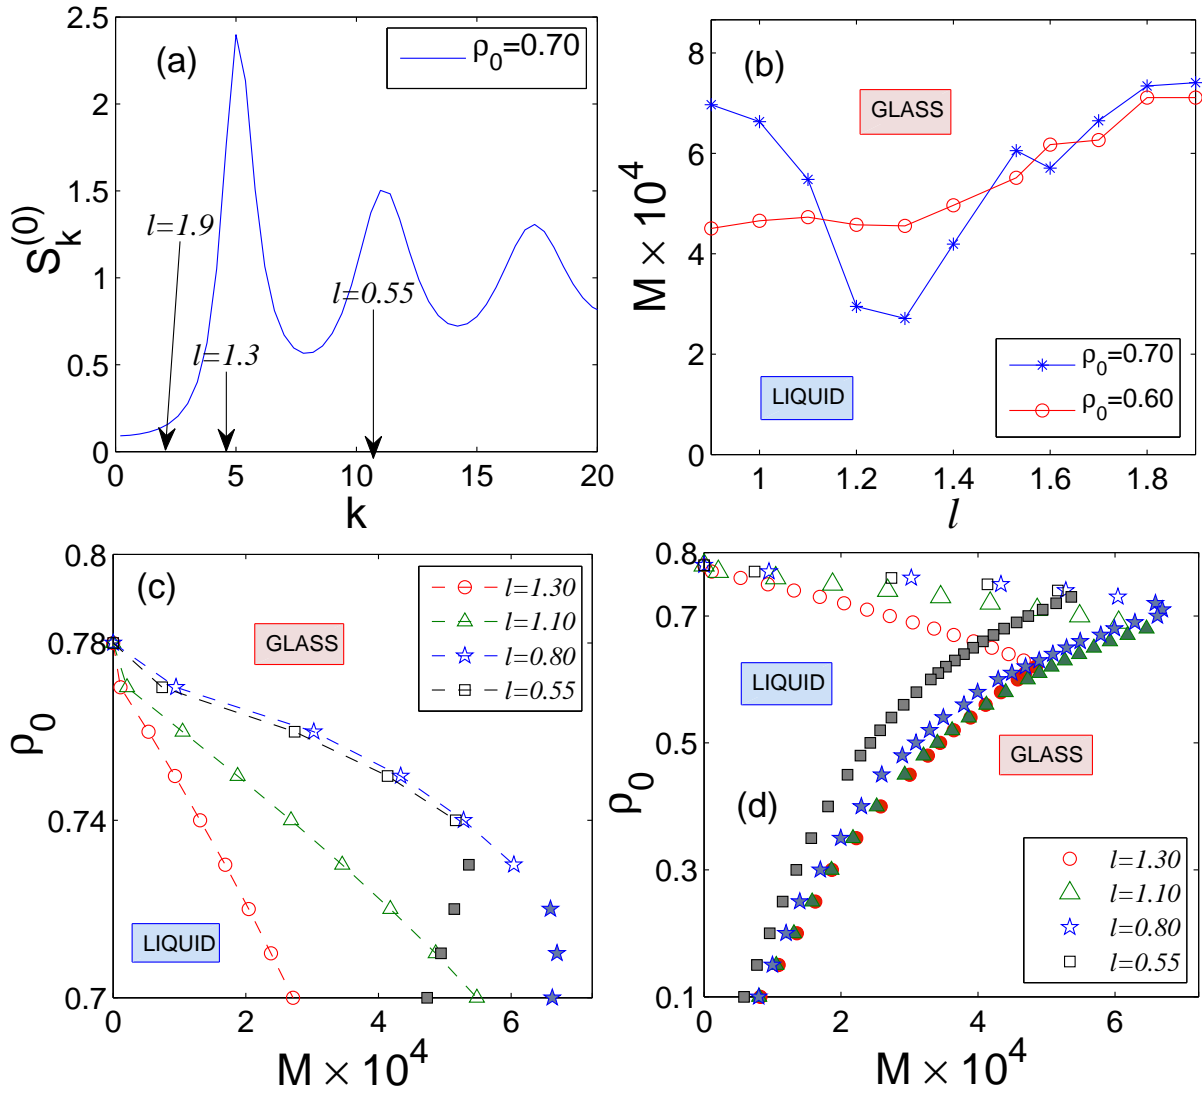 (a)
ρ0=0.70
S_k^(0)
2.5
2
1.5
1
0.5
0
l=1.9
l=1.3
l=0.55
0 5 10 15 20
k
(b)
GLASS
LIQUID
M × 10^4
8
6
4
2
0
ρ0=0.70
ρ0=0.60
1 1.2 1.4 1.6 1.8
l
(c)
GLASS
LIQUID
ρ0
0.8
0.78
0.74
0.7
l=1.30
l=1.10
l=0.80
l=0.55
0 2 4 6
M × 10^4
(d)
LIQUID
GLASS
ρ0
0.8
0.7
0.5
0.3
0.1
l=1.30
l=1.10
l=0.80
l=0.55
0 2 4 6
M × 10^4